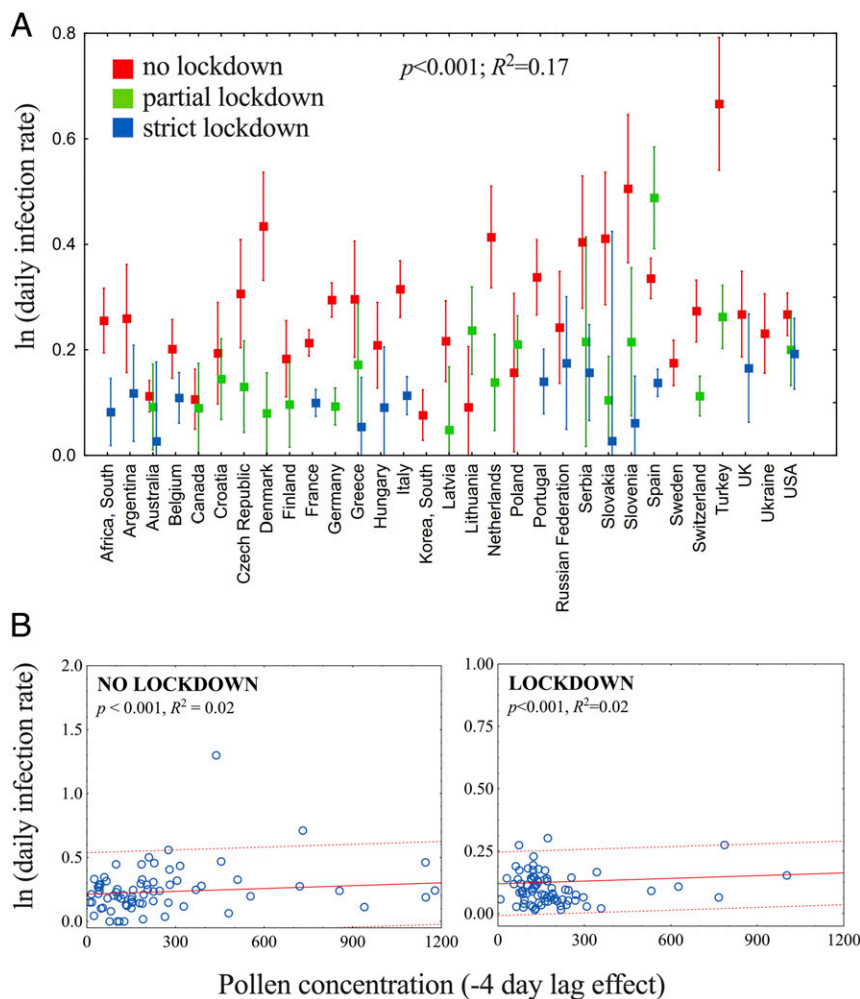 A
ln (daily infection rate)
0.8
0.6
0.4
0.2
0.0
no lockdown
partial lockdown
strict lockdown
p<0.001; R²=0.17
Africa, South
Argentina
Australia
Belgium
Canada
Croatia
Czech Republic
Denmark
Finland
France
Germany
Greece
Hungary
Italy
Korea, South
Latvia
Lithuania
Netherlands
Poland
Portugal
Russian Federation
Serbia
Slovakia
Slovenia
Spain
Sweden
Switzerland
Turkey
UK
Ukraine
USA
B
ln (daily infection rate)
2.0
1.5
1.0
0.5
0.0
NO LOCKDOWN
p < 0.001, R² = 0.02
0 300 600 900 1200
1.00
0.75
0.50
0.25
0.00
LOCKDOWN
p<0.001, R²=0.02
0 300 600 900 1200
Pollen concentration (-4 day lag effect)